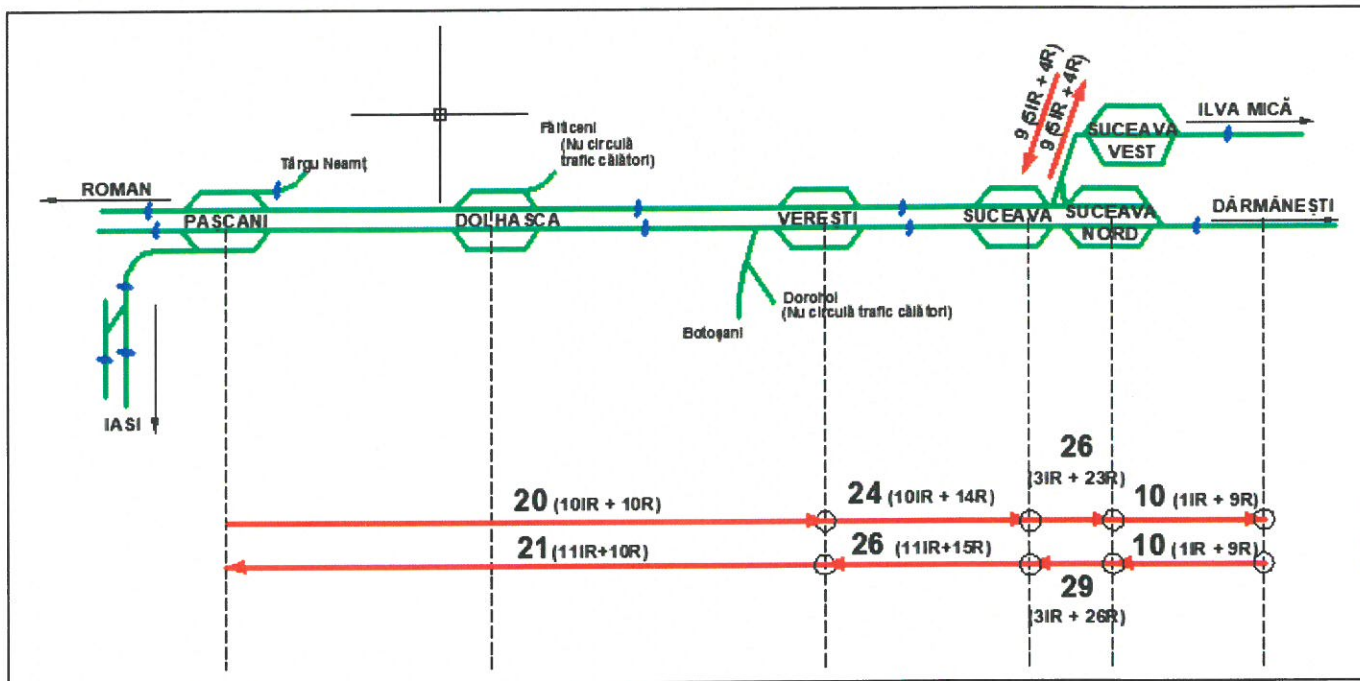 9 (5IR + 4R)
9 (5IR + 4R)
ILVA MICĂ
SUCEAVA
VEST
Fălticeni
(Nu circulă
trafic călători)
Târgu Neamț
ROMAN
PASCANI
DOLHASCA
VEREȘTI
SUCEAVA
SUCEAVA
NORD
DĂRMĂNEȘTI
Dorohoi
(Nu circulă trafic călători)
Botoșani
IASI
20 (10IR + 10R)
24 (10IR + 14R)
26
(3IR + 23R)
10 (1IR + 9R)
21 (11IR+10R)
26 (11IR+15R)
10 (1IR + 9R)
29
(3IR + 26R)